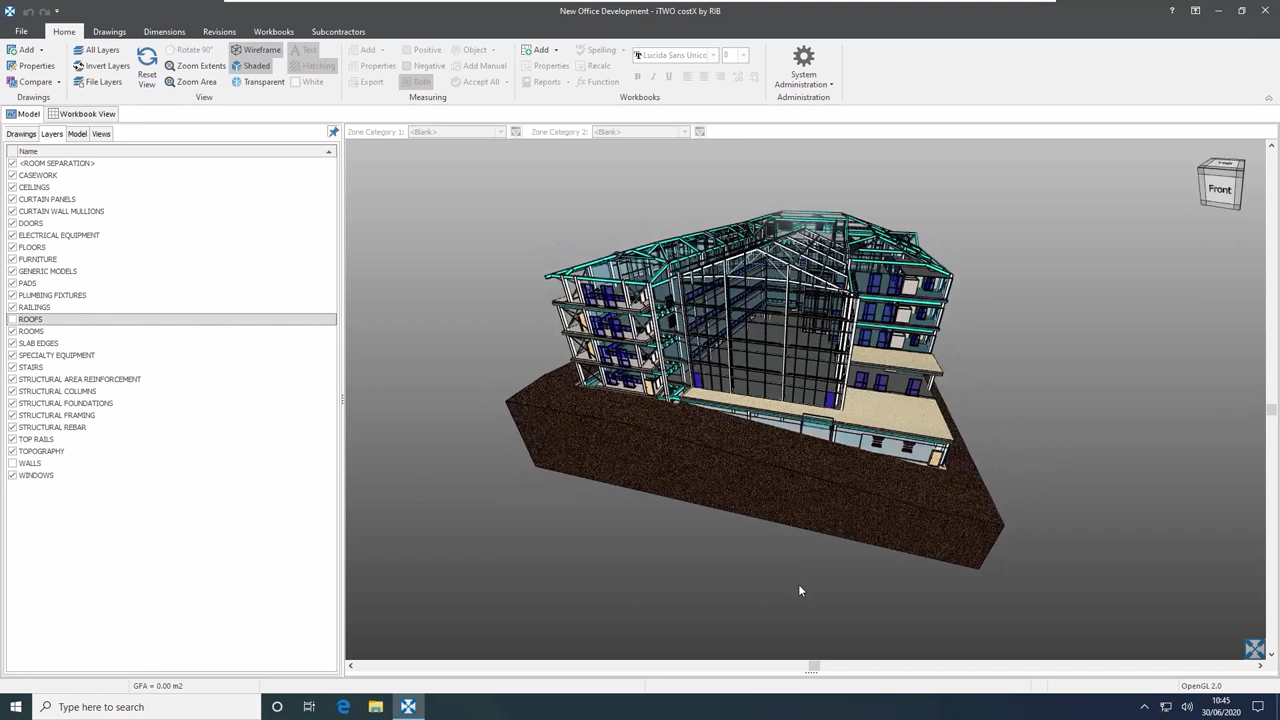 New Office Development - iTWO costX by RIB
File Home Drawings Dimensions Revisions Workbooks Subcontractors
Add All Layers Rotate 90° Wireframe Text Add Positive Object Add Spelling Lucida Sans Unico 8
Properties Invert Layers Zoom Extents Shaded Hatching Properties Negative Add Manual Properties Recalc B I U
Compare File Layers Reset View Zoom Area Transparent White Export Both Accept All Reports Function System Administration
Drawings View Measuring Workbooks Administration
Model Workbook View
Drawings Layers Model Views Zone Category 1: <Blank> Zone Category 2: <Blank>
Name
<ROOM SEPARATION>
CASEWORK
CEILINGS
CURTAIN PANELS
CURTAIN WALL MULLIONS
DOORS
ELECTRICAL EQUIPMENT
FLOORS
FURNITURE
GENERIC MODELS
PADS
PLUMBING FIXTURES
RAILINGS
ROOFS
ROOMS
SLAB EDGES
SPECIALTY EQUIPMENT
STAIRS
STRUCTURAL AREA REINFORCEMENT
STRUCTURAL COLUMNS
STRUCTURAL FOUNDATIONS
STRUCTURAL FRAMING
STRUCTURAL REBAR
TOP RAILS
TOPOGRAPHY
WALLS
WINDOWS
TOP
Front
GFA = 0.00 m2 OpenGL 2.0
Type here to search
10:45
30/06/2020